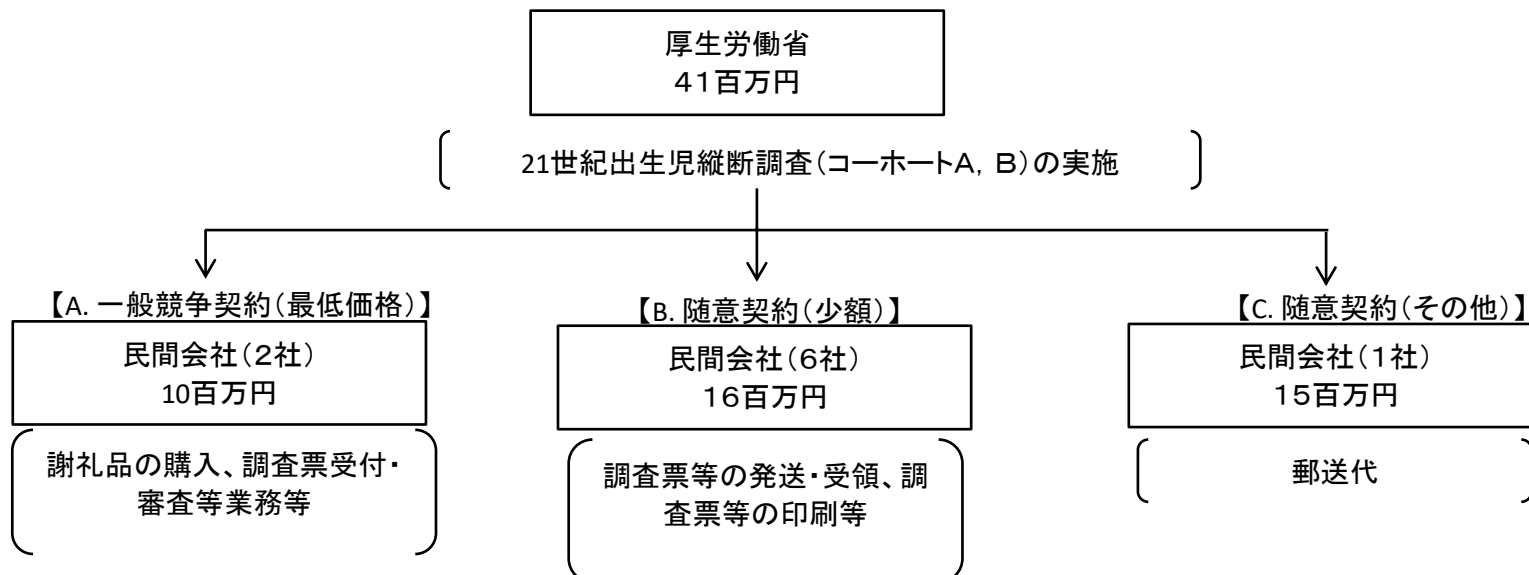 厚生労働省
41百万円
21世紀出生児縦断調査(コーホートA, B)の実施
【A. 一般競争契約(最低価格)】
民間会社(2社)
10百万円
謝礼品の購入、調査票受付・
審査等業務等
【B. 随意契約(少額)】
民間会社(6社)
16百万円
調査票等の発送・受領、調
査票等の印刷等
【C. 随意契約(その他)】
民間会社(1社)
15百万円
郵送代